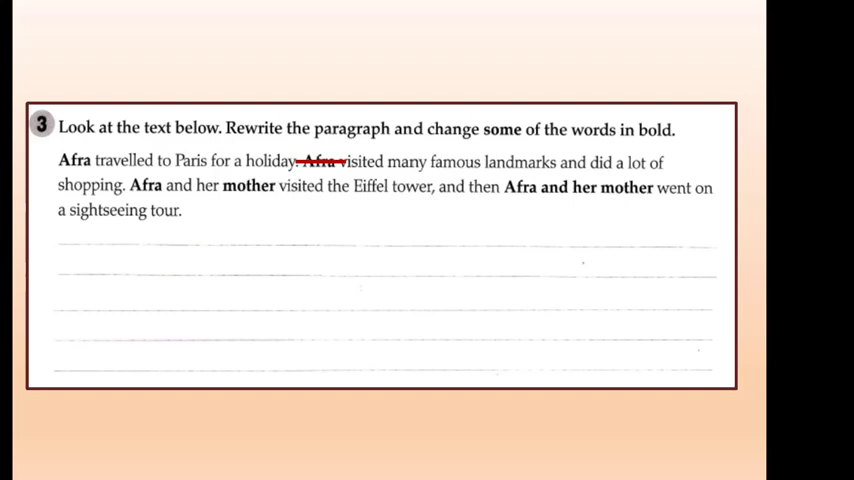 3 Look at the text below. Rewrite the paragraph and change some of the words in bold.
Afra travelled to Paris for a holiday. Afra visited many famous landmarks and did a lot of
shopping. Afra and her mother visited the Eiffel tower, and then Afra and her mother went on
a sightseeing tour.